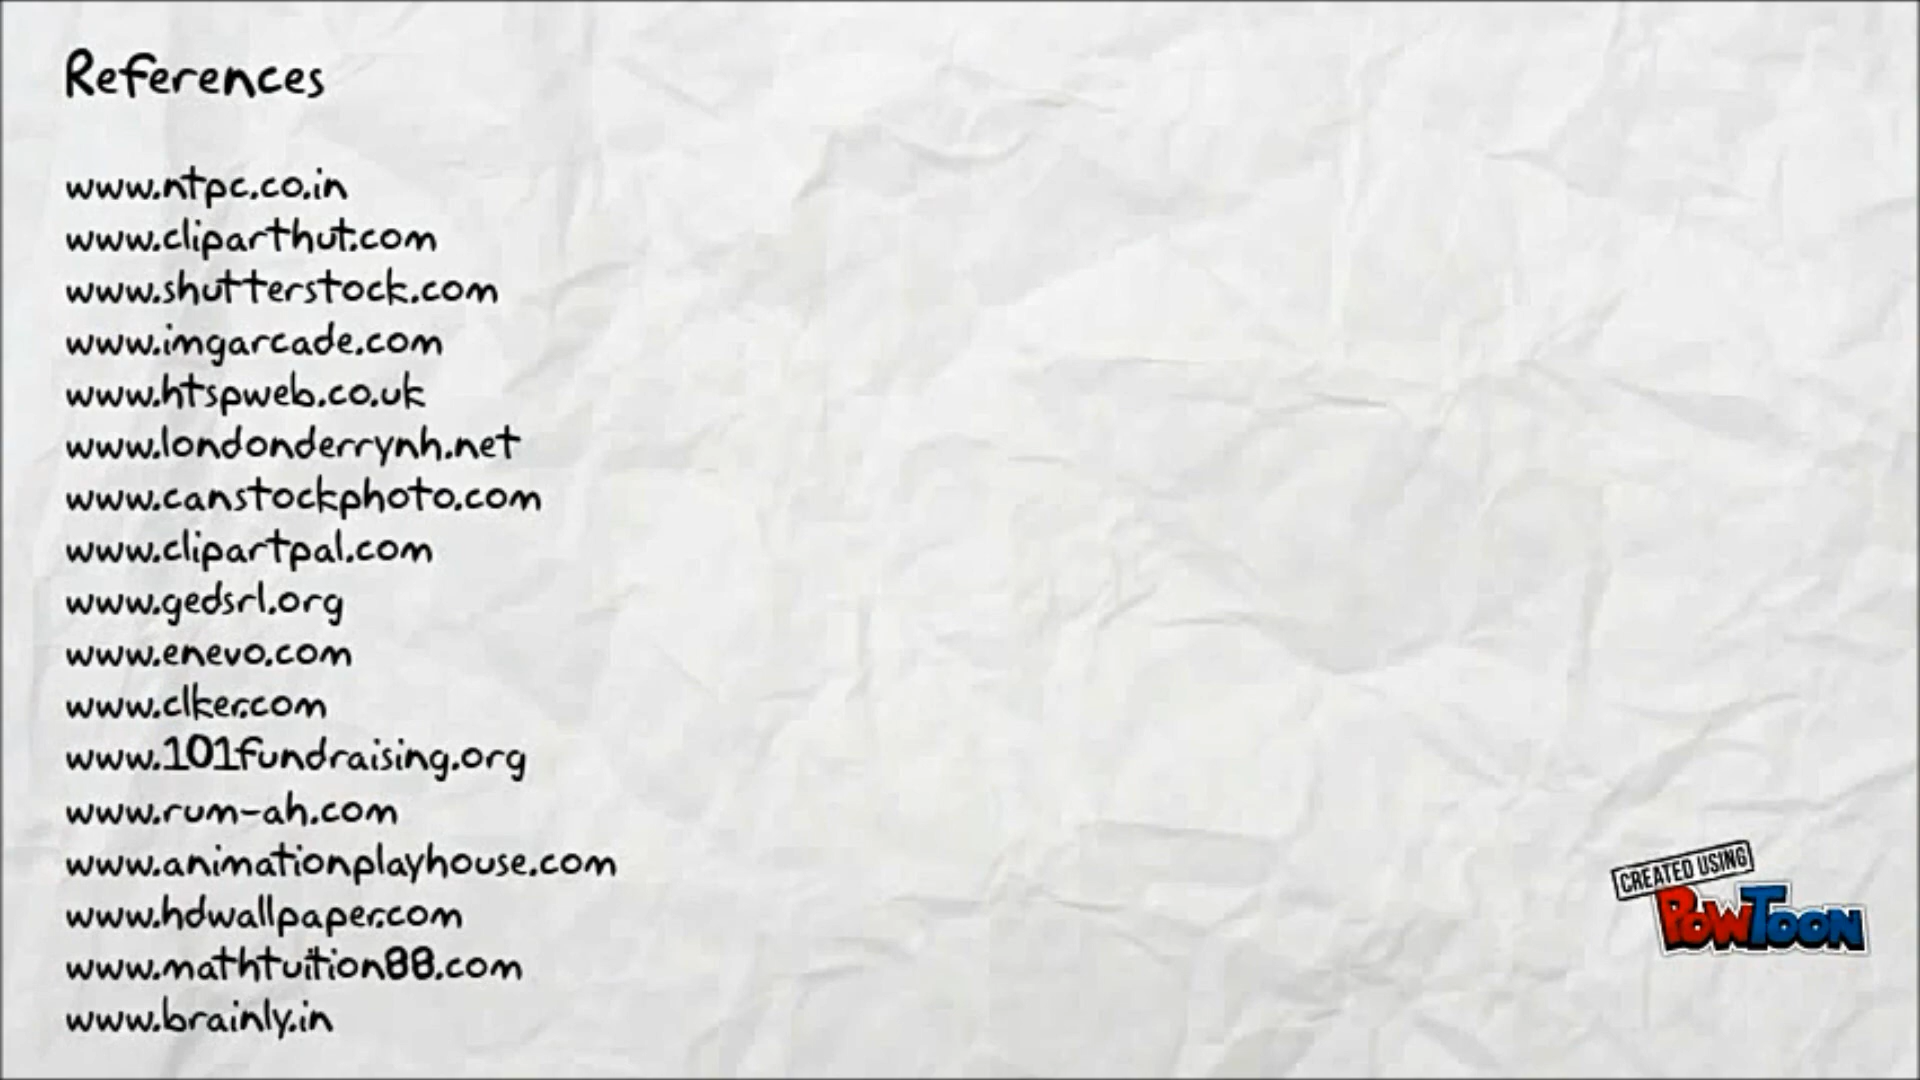 References
www.ntpc.co.in
www.cliparthut.com
www.shutterstock.com
www.imgarcade.com
www.htspweb.co.uk
www.londonderrynh.net
www.canstockphoto.com
www.clipartpal.com
www.gedsrl.org
www.enevo.com
www.clker.com
www.101fundraising.org
www.rum-ah.com
www.animationplayhouse.com
www.hdwallpaper.com
www.mathtuition88.com
www.brainly.in
CREATED USING
POWTOON